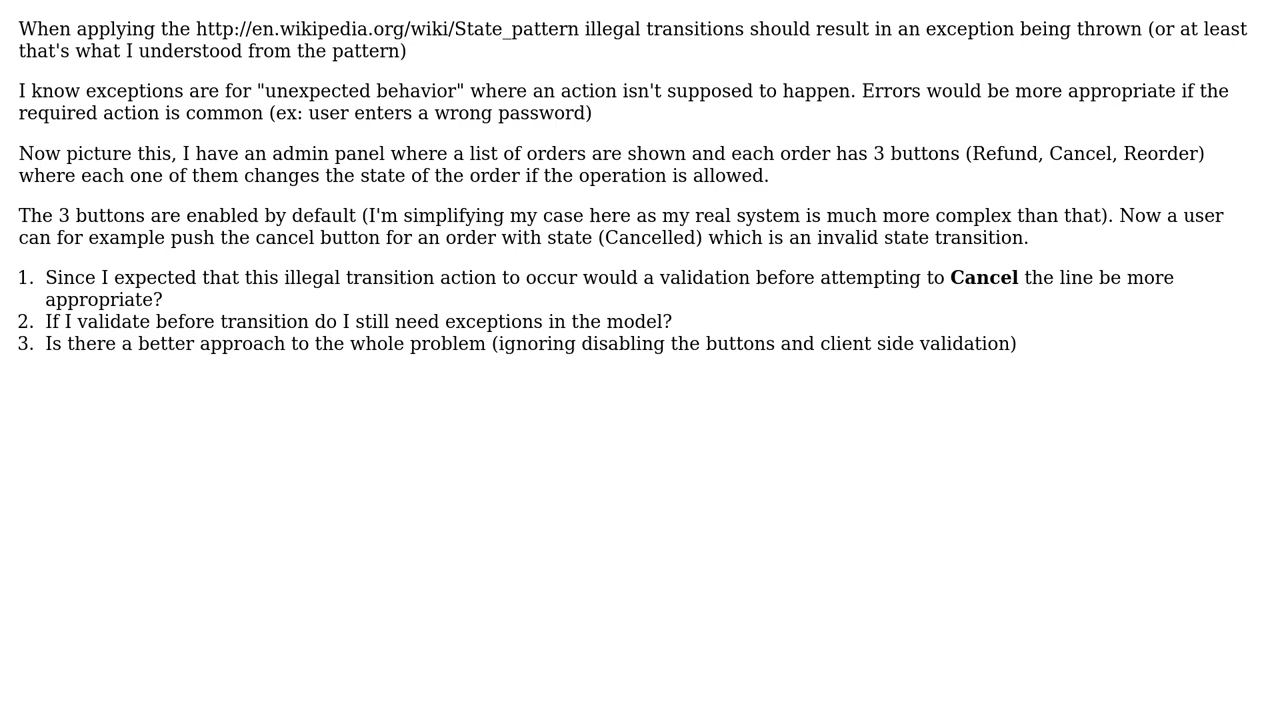 When applying the http://en.wikipedia.org/wiki/State_pattern illegal transitions should result in an exception being thrown (or at least
that's what I understood from the pattern)
I know exceptions are for "unexpected behavior" where an action isn't supposed to happen. Errors would be more appropriate if the
required action is common (ex: user enters a wrong password)
Now picture this, I have an admin panel where a list of orders are shown and each order has 3 buttons (Refund, Cancel, Reorder)
where each one of them changes the state of the order if the operation is allowed.
The 3 buttons are enabled by default (I'm simplifying my case here as my real system is much more complex than that). Now a user
can for example push the cancel button for an order with state (Cancelled) which is an invalid state transition.
1. Since I expected that this illegal transition action to occur would a validation before attempting to Cancel the line be more
appropriate?
2. If I validate before transition do I still need exceptions in the model?
3. Is there a better approach to the whole problem (ignoring disabling the buttons and client side validation)